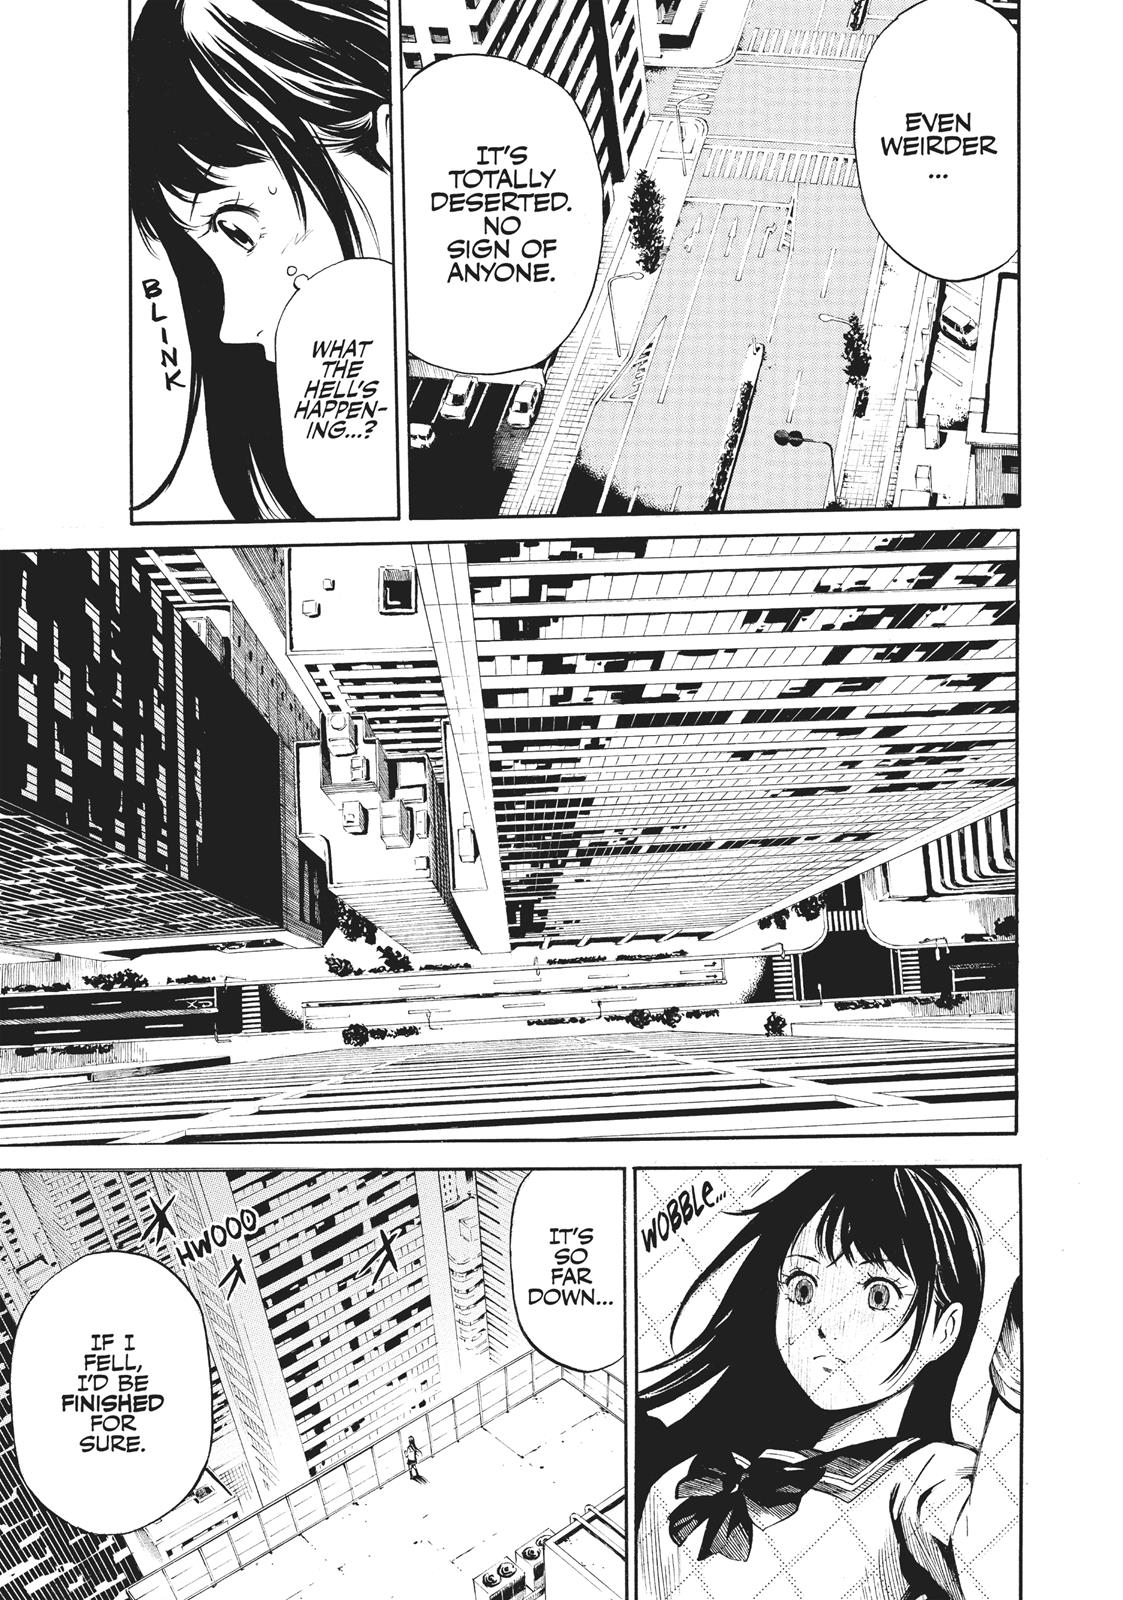 EVEN
WEIRDER
...
IT'S
TOTALLY
DESERTED.
NO
SIGN OF
ANYONE.
WHAT
THE
HELL'S
HAPPEN-
ING...?
BLINK
WOBBLE...
IT'S
SO
FAR
DOWN...
HWOOO
IF I
FELL,
I'D BE
FINISHED
FOR
SURE.